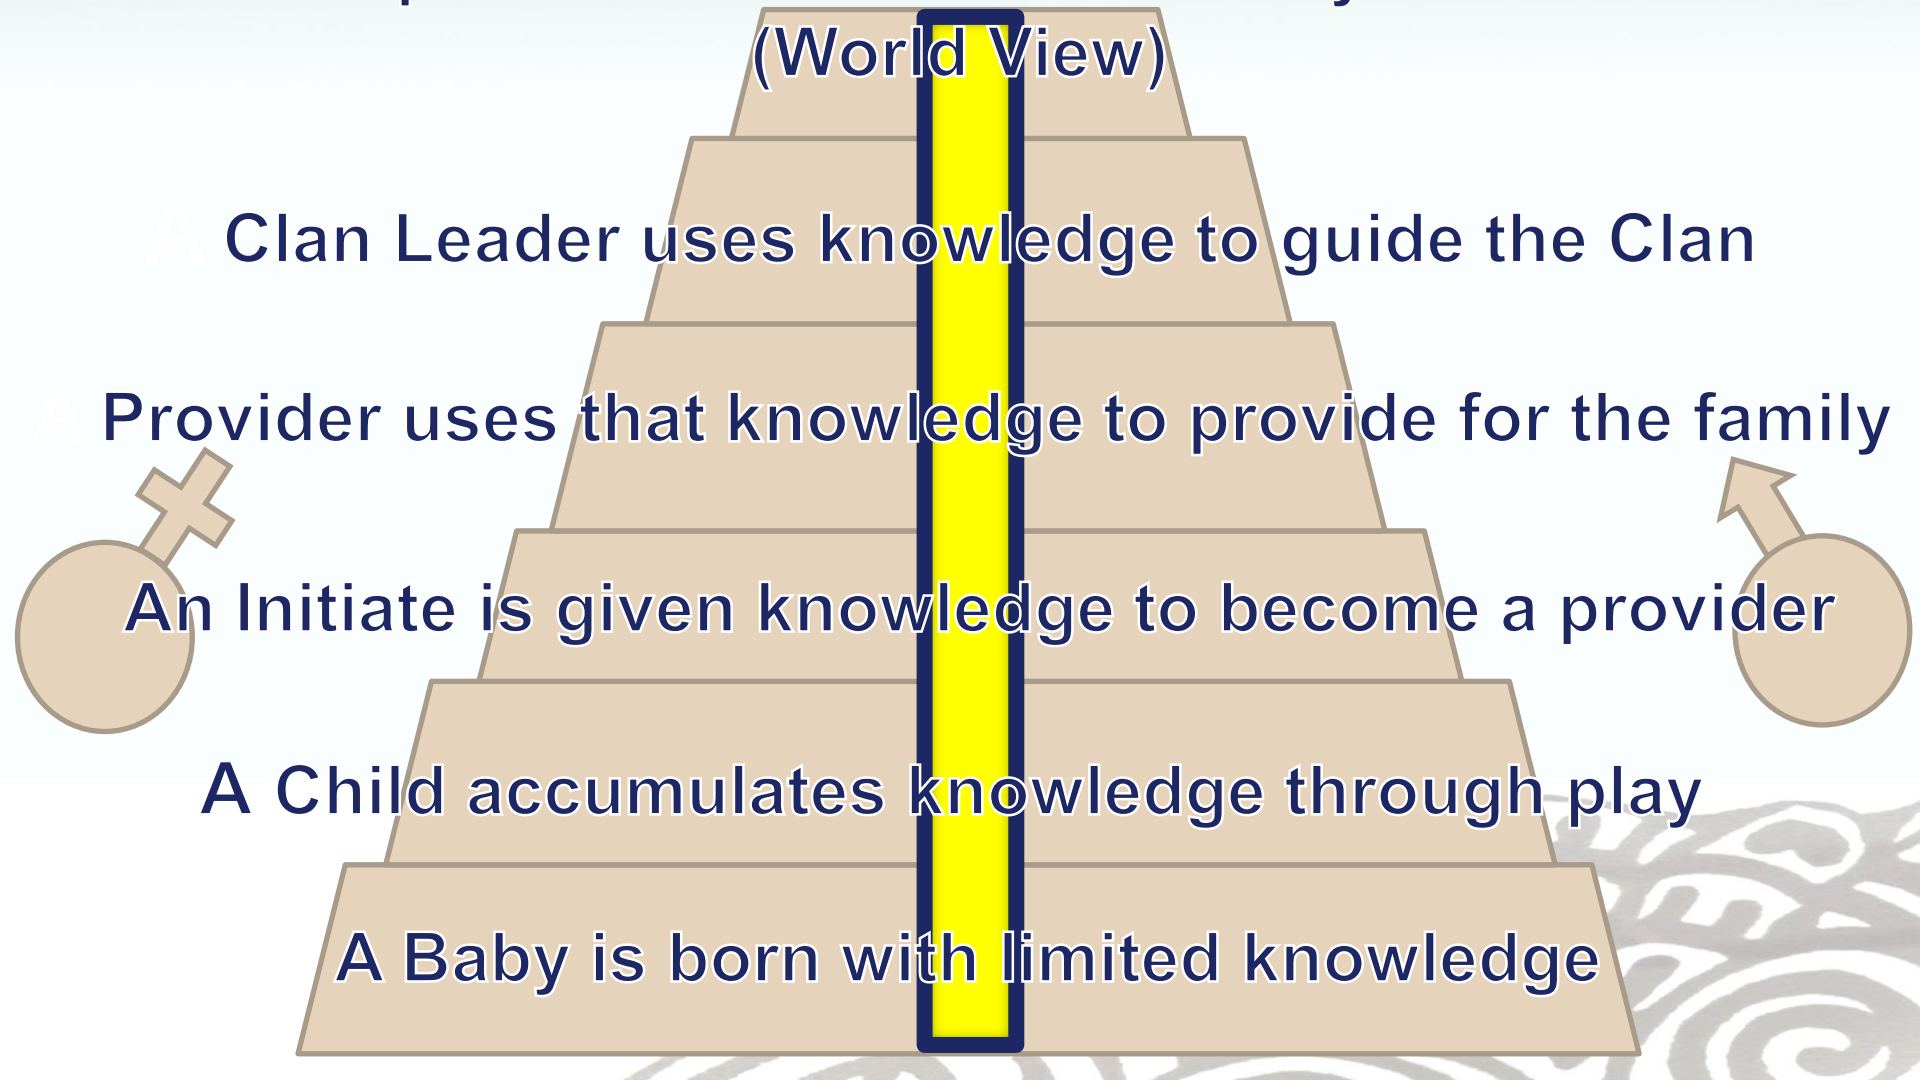 (World View)
A Clan Leader uses knowledge to guide the Clan
A Provider uses that knowledge to provide for the family
An Initiate is given knowledge to become a provider
A Child accumulates knowledge through play
A Baby is born with limited knowledge